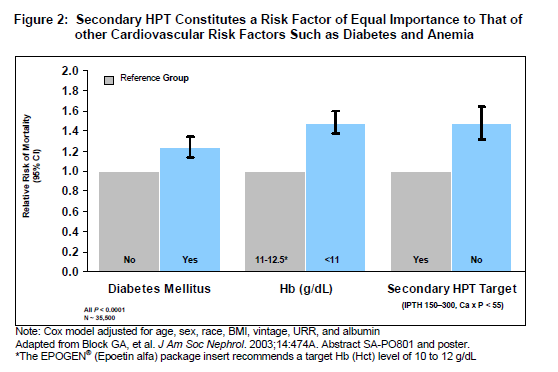 Figure 2:  Secondary HPT Constitutes a Risk Factor of Equal Importance to That of
other Cardiovascular Risk Factors Such as Diabetes and Anemia
Relative Risk of Mortality
(95% CI)
2.0
1.8
1.6
1.4
1.2
1.0
0.8
0.6
0.4
0.2
0.0
Reference Group
No
Yes
11-12.5*
<11
Yes
No
Diabetes Mellitus
Hb (g/dL)
Secondary HPT Target
(IPTH 150–300, Ca x P < 55)
All P < 0.0001
N ~ 38,500
Note: Cox model adjusted for age, sex, race, BMI, vintage, URR, and albumin
Adapted from Block GA, et al. J Am Soc Nephrol. 2003;14:474A. Abstract SA-PO801 and poster.
*The EPOGEN® (Epoetin alfa) package insert recommends a target Hb (Hct) level of 10 to 12 g/dL